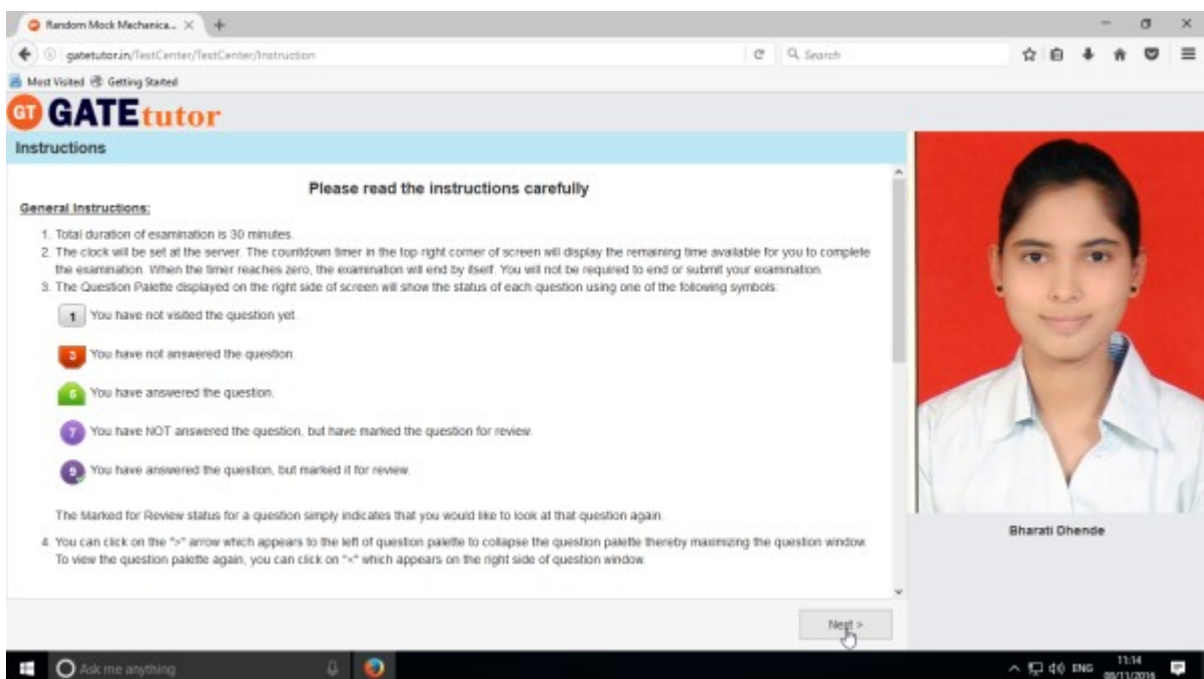 Random Mock Mechanica...
gatetutor.in/TestCenter/TestCenter/Instruction
Search
Most Visited
Getting Started
GT GATEtutor
Instructions
Please read the instructions carefully
General Instructions:
1. Total duration of examination is 30 minutes.
2. The clock will be set at the server. The countdown timer in the top right corner of screen will display the remaining time available for you to complete
the examination. When the timer reaches zero, the examination will end by itself. You will not be required to end or submit your examination.
3. The Question Palette displayed on the right side of screen will show the status of each question using one of the following symbols:
1 You have not visited the question yet.
3 You have not answered the question.
5 You have answered the question.
7 You have NOT answered the question, but have marked the question for review.
9 You have answered the question, but marked it for review.
The Marked for Review status for a question simply indicates that you would like to look at that question again.
4. You can click on the ">" arrow which appears to the left of question palette to collapse the question palette thereby maximizing the question window.
To view the question palette again, you can click on "<" which appears on the right side of question window.
Bharati Dhende
Next >
Ask me anything
ENG
11:14
06/11/2016